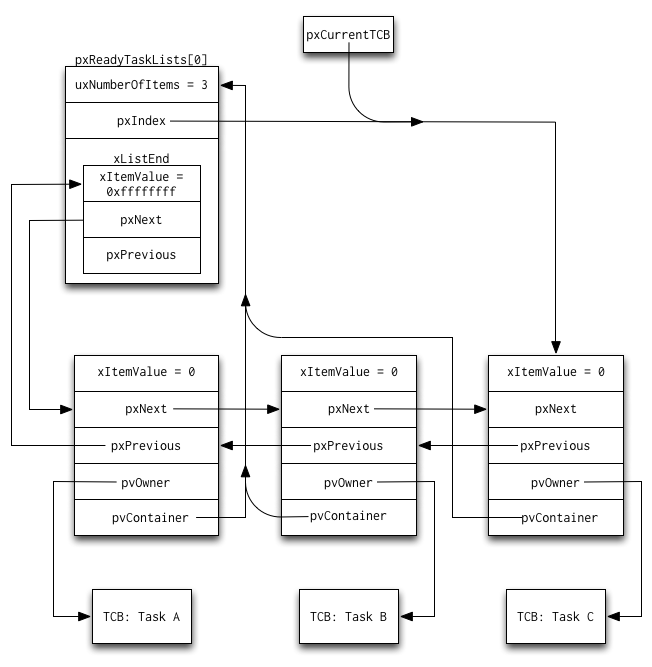 pxCurrentTCB
pxReadyTaskLists[0]
uxNumberOfItems = 3
pxIndex
xListEnd
xItemValue =
0xffffffff
pxNext
pxPrevious
xItemValue = 0
pxNext
pxPrevious
pvOwner
pvContainer
TCB: Task A
xItemValue = 0
pxNext
pxPrevious
pvOwner
pvContainer
TCB: Task B
xItemValue = 0
pxNext
pxPrevious
pvOwner
pvContainer
TCB: Task C